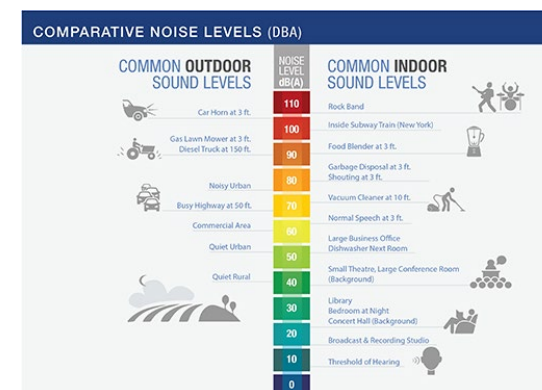 COMPARATIVE NOISE LEVELS (DBA)
COMMON OUTDOOR
SOUND LEVELS
NOISE
LEVEL
dB(A)
COMMON INDOOR
SOUND LEVELS
110
Rock Band
Car Horn at 3 ft.
100
Inside Subway Train (New York)
Gas Lawn Mower at 3 ft.
Diesel Truck at 150 ft.
90
Food Blender at 3 ft.
Garbage Disposal at 3 ft.
80
Shouting at 3 ft.
Noisy Urban
70
Vacuum Cleaner at 10 ft.
Busy Highway at 50 ft.
Normal Speech at 3 ft.
Commercial Area
60
Large Business Office
Quiet Urban
Dishwasher Next Room
50
Small Theatre, Large Conference Room
Quiet Rural
40
(Background)
30
Library
Bedroom at Night
Concert Hall (Background)
20
Broadcast & Recording Studio
10
Threshold of Hearing
0